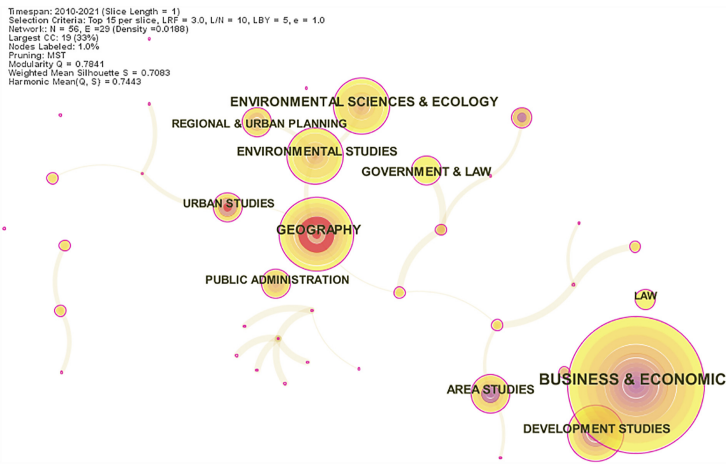 Timespan: 2010-2021 (Slice Length = 1)
Selection Criteria: Top 15 per slice, LRF = 3.0, L/N = 10, LBY = 5, e = 1.0
Network: N = 56, E =29 (Density =0.0188)
Largest CC: 19 (33%)
Nodes Labeled: 1.0%
Pruning: MST
Modularity Q = 0.7841
Weighted Mean Silhouette S = 0.7083
Harmonic Mean(Q, S) = 0.7443
ENVIRONMENTAL SCIENCES & ECOLOGY
REGIONAL & URBAN PLANNING
ENVIRONMENTAL STUDIES
GOVERNMENT & LAW
URBAN STUDIES
GEOGRAPHY
PUBLIC ADMINISTRATION
LAW
BUSINESS & ECONOMIC
AREA STUDIES
DEVELOPMENT STUDIES